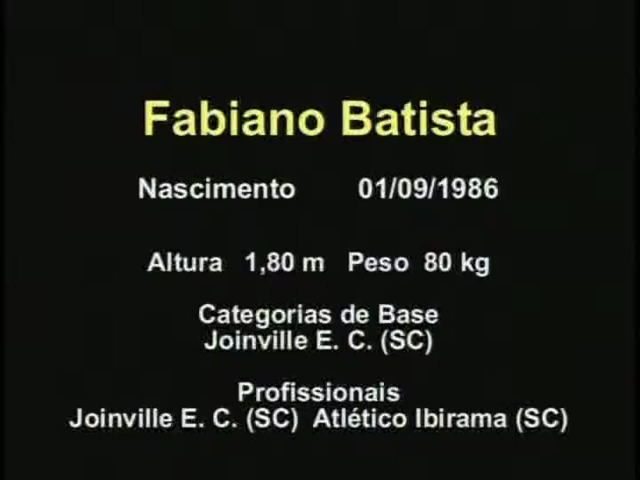 Fabiano Batista
Nascimento 01/09/1986
Altura 1,80 m Peso 80 kg
Categorias de Base
Joinville E. C. (SC)
Profissionais
Joinville E. C. (SC) Atlético Ibirama (SC)